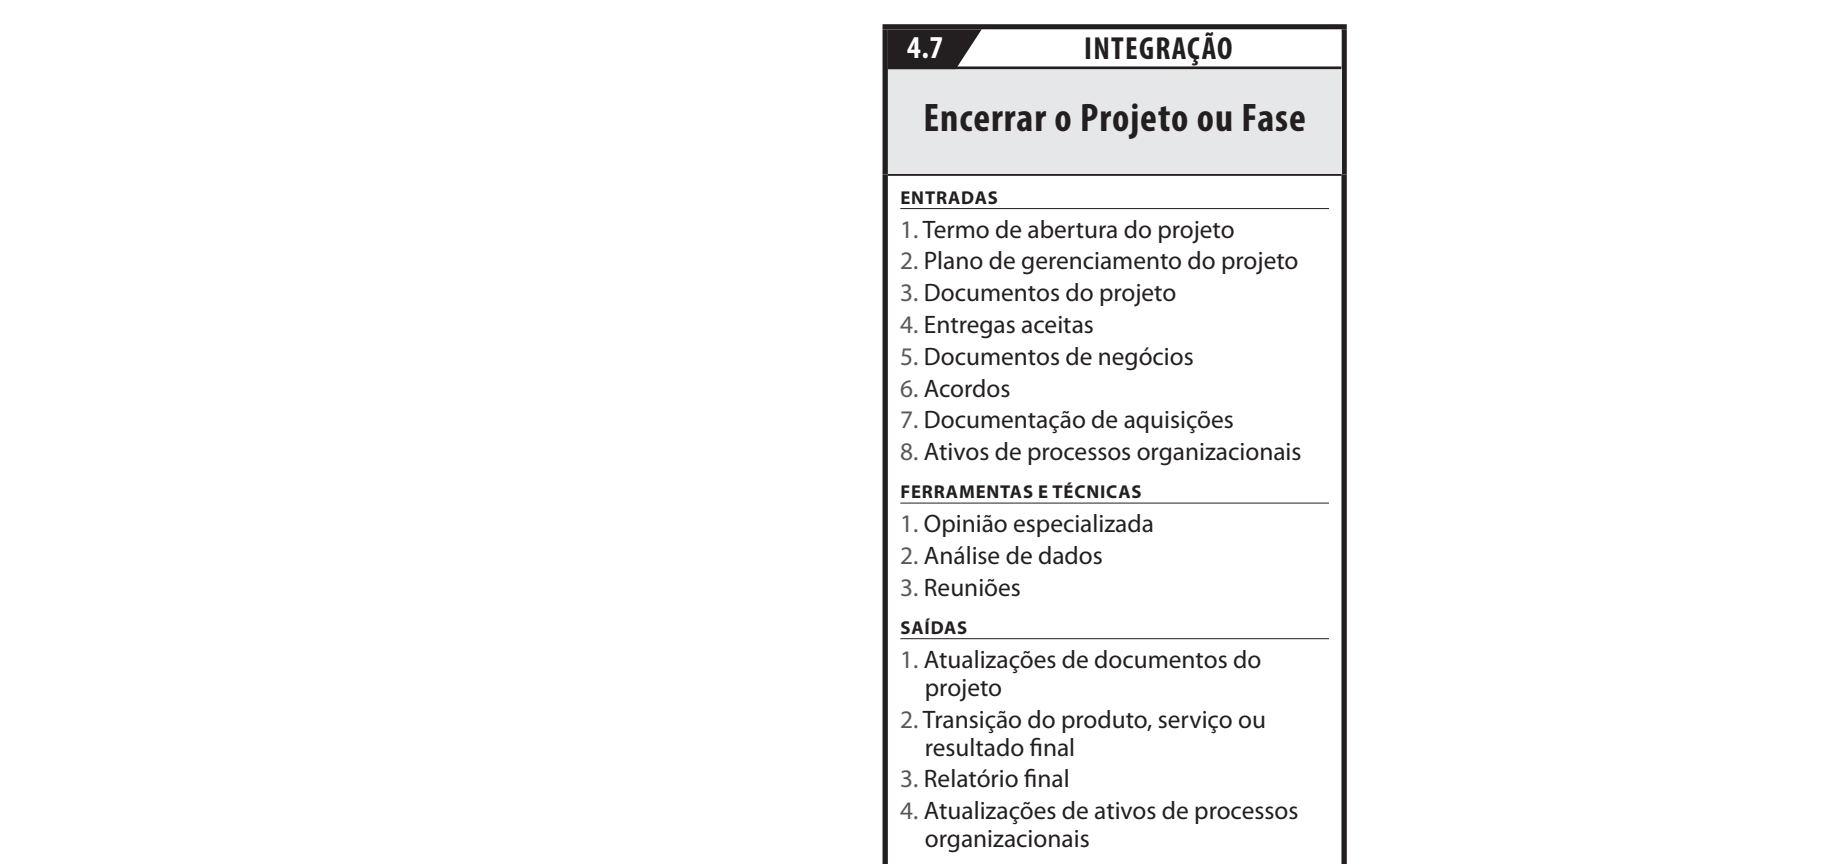 4.7 INTEGRAÇÃO
Encerrar o Projeto ou Fase
ENTRADAS
1. Termo de abertura do projeto
2. Plano de gerenciamento do projeto
3. Documentos do projeto
4. Entregas aceitas
5. Documentos de negócios
6. Acordos
7. Documentação de aquisições
8. Ativos de processos organizacionais
FERRAMENTAS E TÉCNICAS
1. Opinião especializada
2. Análise de dados
3. Reuniões
SAÍDAS
1. Atualizações de documentos do
projeto
2. Transição do produto, serviço ou
resultado final
3. Relatório final
4. Atualizações de ativos de processos
organizacionais